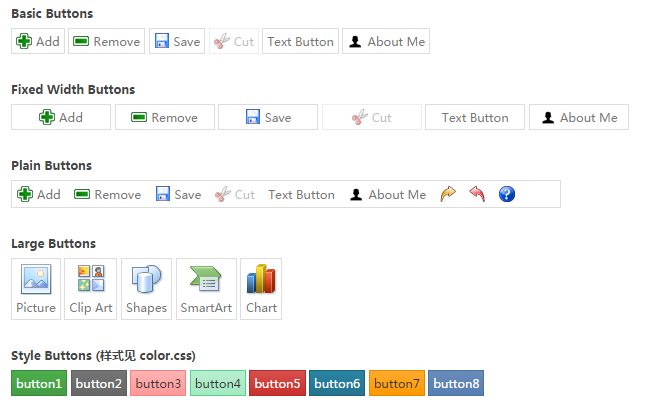 Basic Buttons
Add Remove Save Cut Text Button About Me
Fixed Width Buttons
Add Remove Save Cut Text Button About Me
Plain Buttons
Add Remove Save Cut Text Button About Me
Large Buttons
Picture Clip Art Shapes SmartArt Chart
Style Buttons (样式见 color.css)
button1 button2 button3 button4 button5 button6 button7 button8